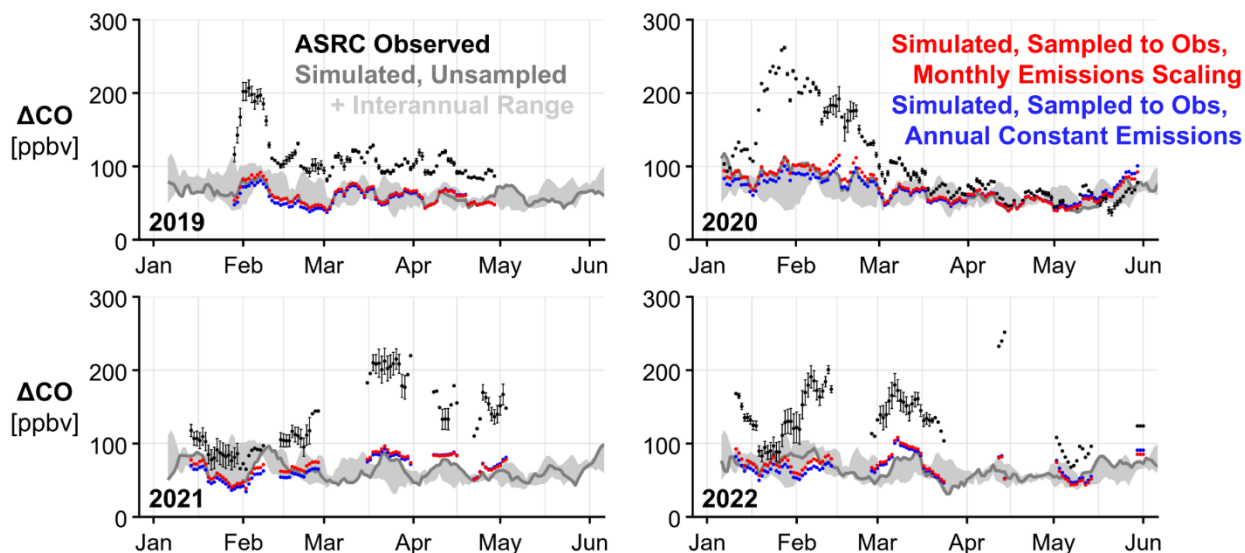 300
200
100
0
ΔCO
[ppbv]
ASRC Observed
Simulated, Unsampled
+ Interannual Range
2019
Jan Feb Mar Apr May Jun
300
200
100
0
Simulated, Sampled to Obs,
Monthly Emissions Scaling
Simulated, Sampled to Obs,
Annual Constant Emissions
2020
Jan Feb Mar Apr May Jun
300
200
100
0
ΔCO
[ppbv]
2021
Jan Feb Mar Apr May Jun
300
200
100
0
2022
Jan Feb Mar Apr May Jun